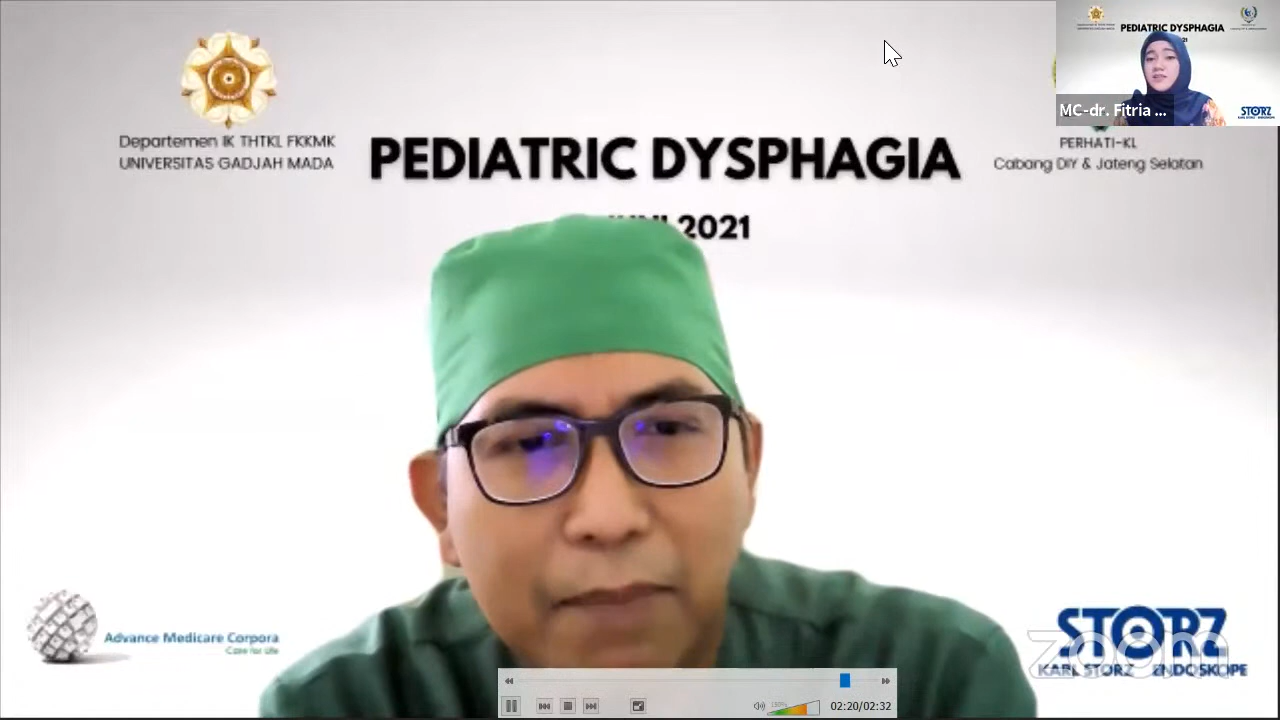 Departemen IK THTKL FKKMK
UNIVERSITAS GADJAH MADA
PEDIATRIC DYSPHAGIA
2021
PERHATI-KL
Cabang DIY & Jateng Selatan
PEDIATRIC DYSPHAGIA
MC-dr. Fitria ...
STORZ
Advance Medicare Corpora
Care for Life
STORZ
KARL STORZ ENDOSKOPE
zoom
150%
02:20/02:32